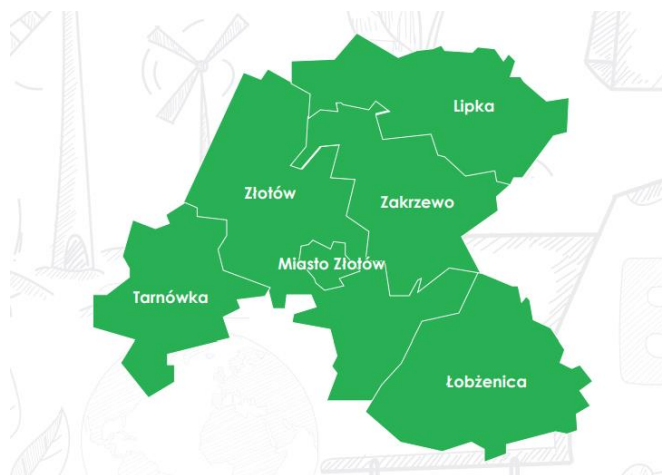 Lipka
Złotów
Zakrzewo
Miasto Złotów
Tarnówka
Łobżenica